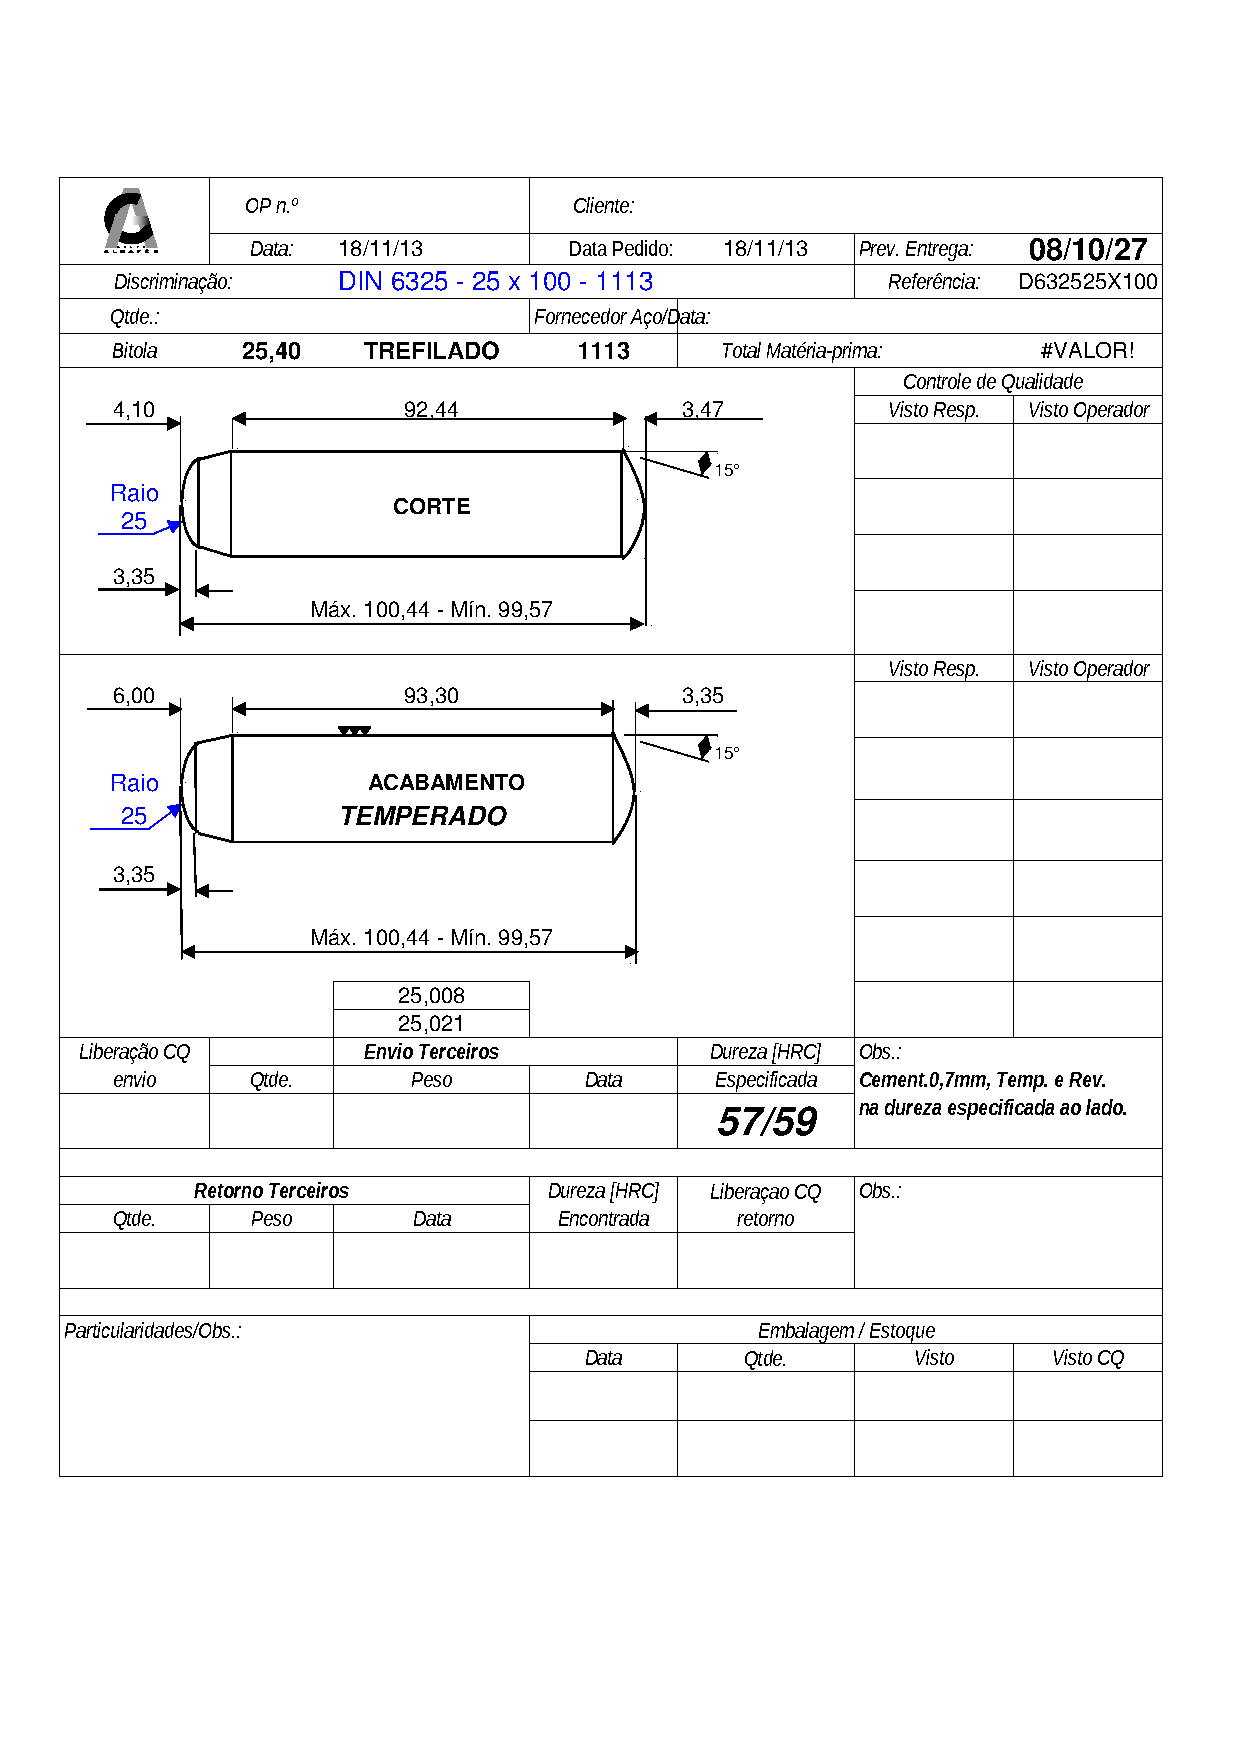 OP n.º Cliente:
Data: 18/11/13 Data Pedido: 18/11/13 Prev. Entrega: 08/10/27
Discriminação: DIN 6325 - 25 x 100 - 1113 Referência: D632525X100
Qtde.: Fornecedor Aço/Data:
Bitola 25,40 TREFILADO 1113 Total Matéria-prima: #VALOR!
Controle de Qualidade
4,10 92,44 3,47 Visto Resp. Visto Operador
15°
Raio
CORTE
25
3,35
Máx. 100,44 - Mín. 99,57
Visto Resp. Visto Operador
6,00 93,30 3,35
15°
Raio ACABAMENTO
25 TEMPERADO
3,35
Máx. 100,44 - Mín. 99,57
25,008
25,021
Liberação CQ Envio Terceiros Dureza [HRC] Obs.:
envio Qtde. Peso Data Especificada Cement.0,7mm, Temp. e Rev.
57/59 na dureza especificada ao lado.
Retorno Terceiros Dureza [HRC] Liberaçao CQ Obs.:
Qtde. Peso Data Encontrada retorno
Particularidades/Obs.: Embalagem / Estoque
Data Qtde. Visto Visto CQ